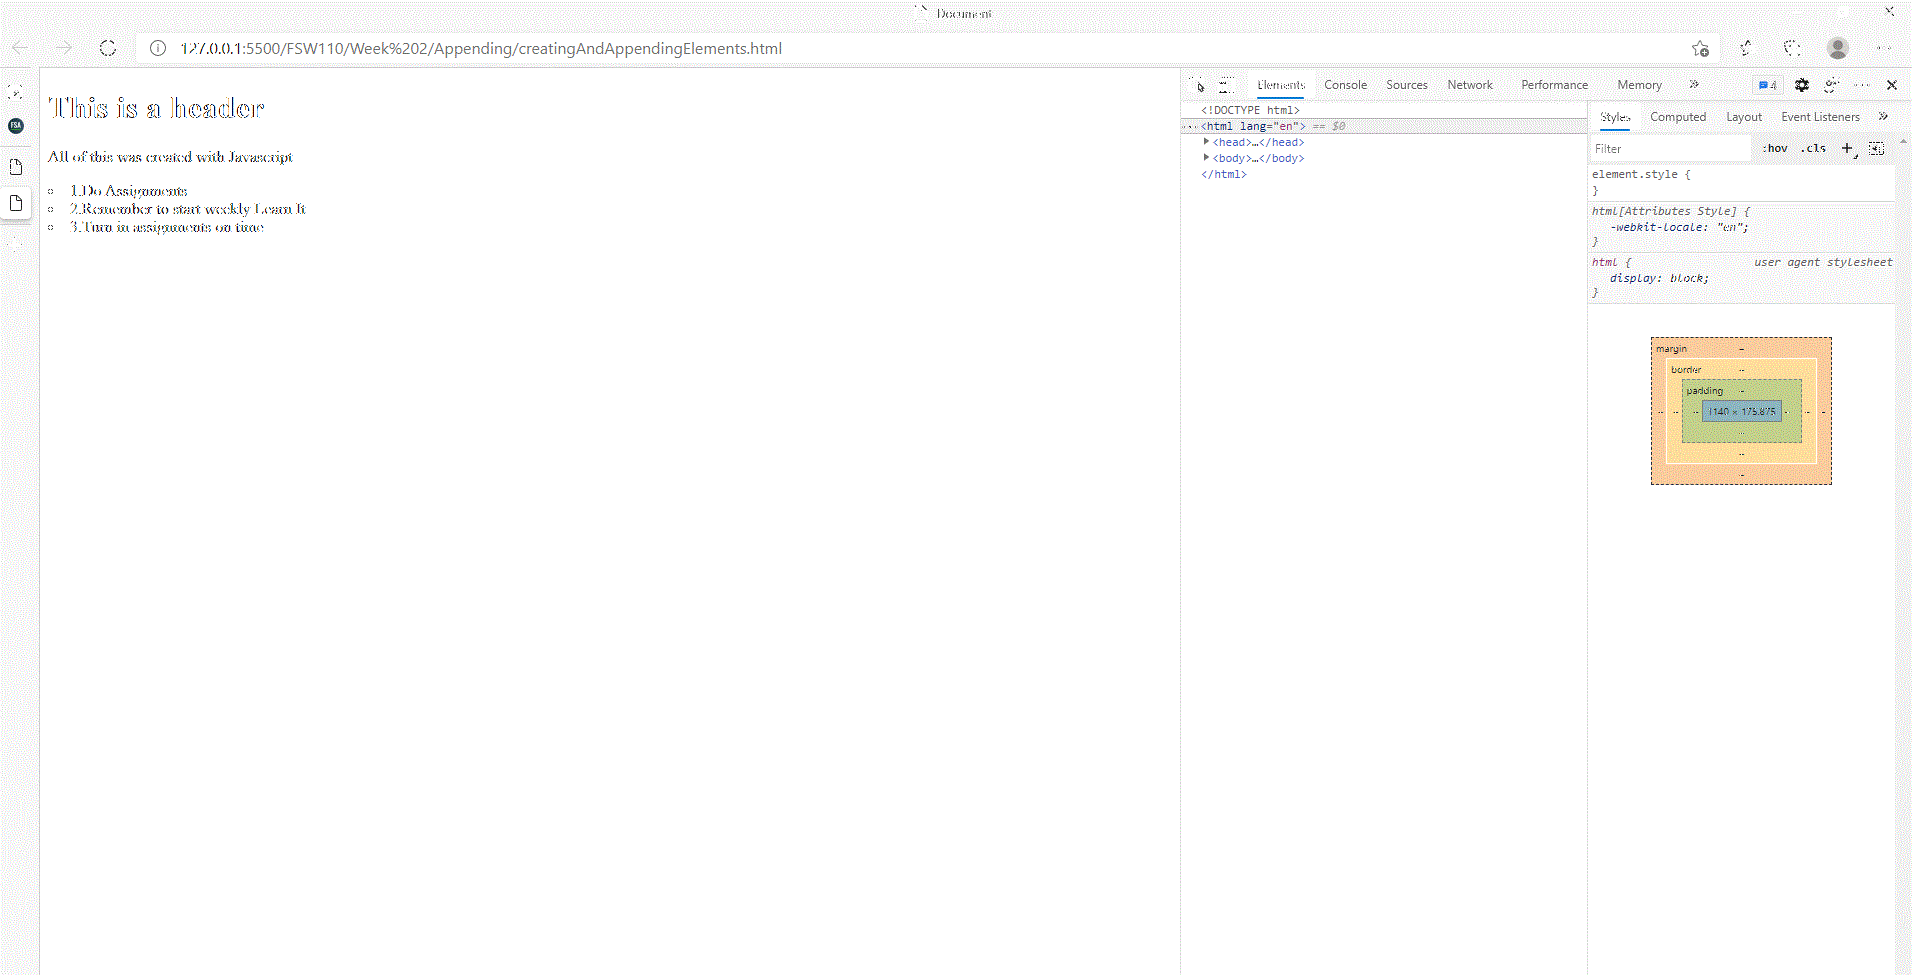 Document
127.0.0.1:5500/FSW110/Week%202/Appending/creatingAndAppendingElements.html
FSA
This is a header
All of this was created with Javascript
1.Do Assignments
2.Remember to start weekly Learn It
3.Turn in assignments on time
Elements Console Sources Network Performance Memory » 4
<!DOCTYPE html>
···<html lang="en"> == $0
<head>…</head>
<body>…</body>
</html>
Styles Computed Layout Event Listeners »
Filter :hov .cls +
element.style {
}
html[Attributes Style] {
-webkit-locale: "en";
}
html { user agent stylesheet
display: block;
}
margin -
border -
padding -
- - - 1140 × 175.875 - - -
-
-
-